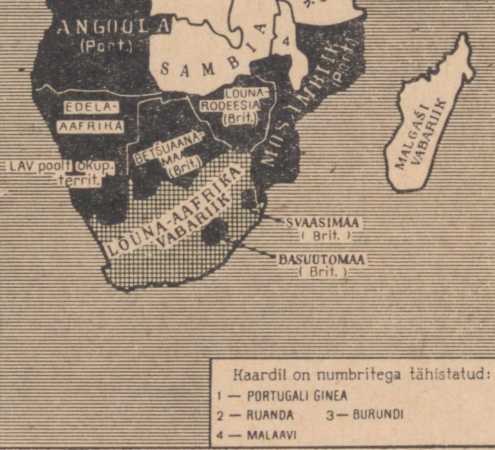 ANGOOLA
(Port.)
SAMBIA
4
MOSAMBIIK
(Port.)
MALGAŠI
VABARIIK
EDELA-
AAFRIKA
LÕUNA-
RODEESIA
(Brit.)
BETŠUAANA-
MAA
(Brit.)
LAV poolt okup.
territ.
LÕUNA-AAFRIKA
VABARIIK
SVAASIMAA
( Brit. )
BASUUTOMAA
( Brit. )
Kaardil on numbritega tähistatud:
1 — PORTUGALI GINEA
2 — RUANDA 3 — BURUNDI
4 — MALAAVI